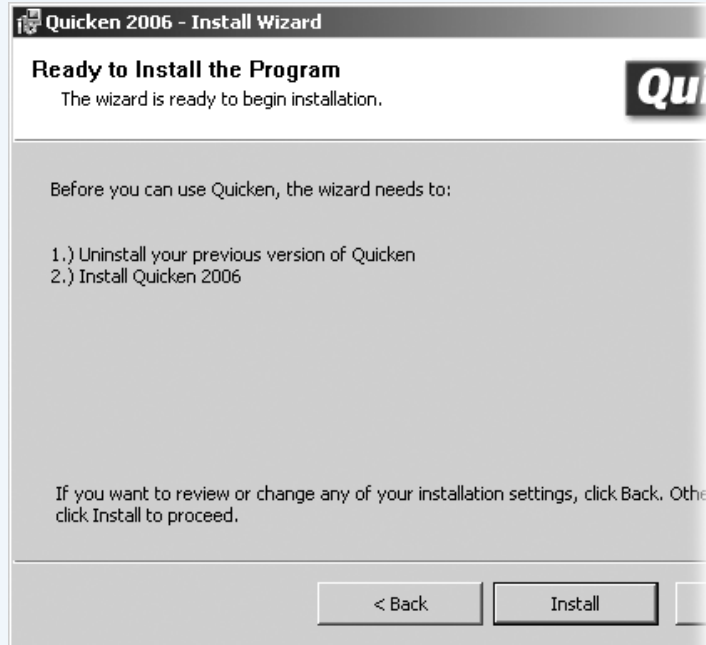 Quicken 2006 - Install Wizard
Ready to Install the Program
The wizard is ready to begin installation.
Before you can use Quicken, the wizard needs to:
1.) Uninstall your previous version of Quicken
2.) Install Quicken 2006
If you want to review or change any of your installation settings, click Back.
click Install to proceed.
< Back
Install